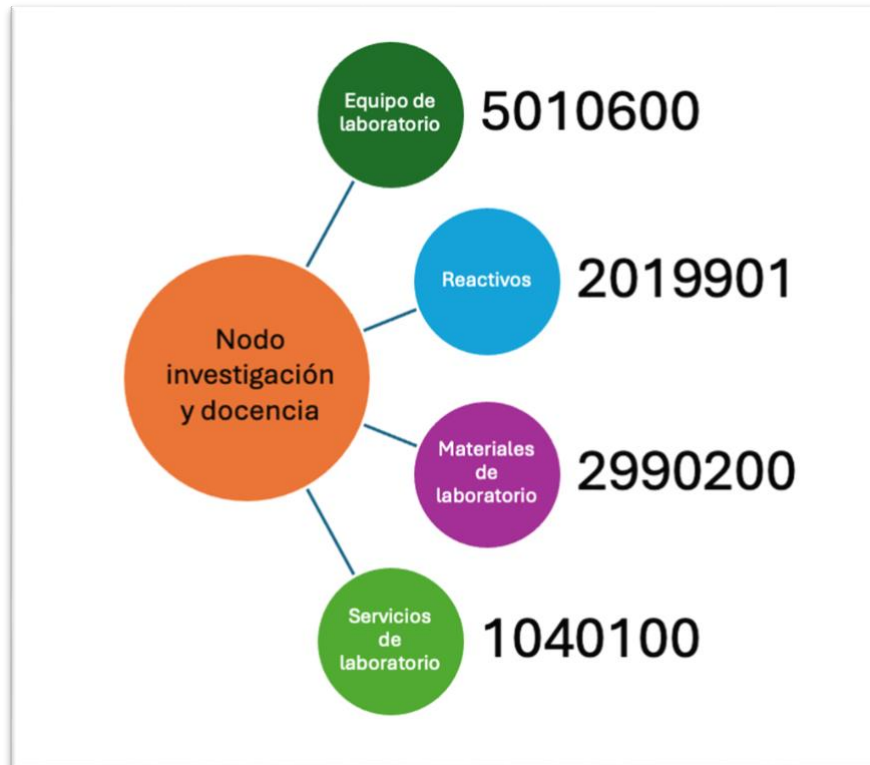 Equipo de
laboratorio
5010600
Reactivos
2019901
Nodo
investigación
y docencia
Materiales
de
laboratorio
2990200
Servicios
de
laboratorio
1040100